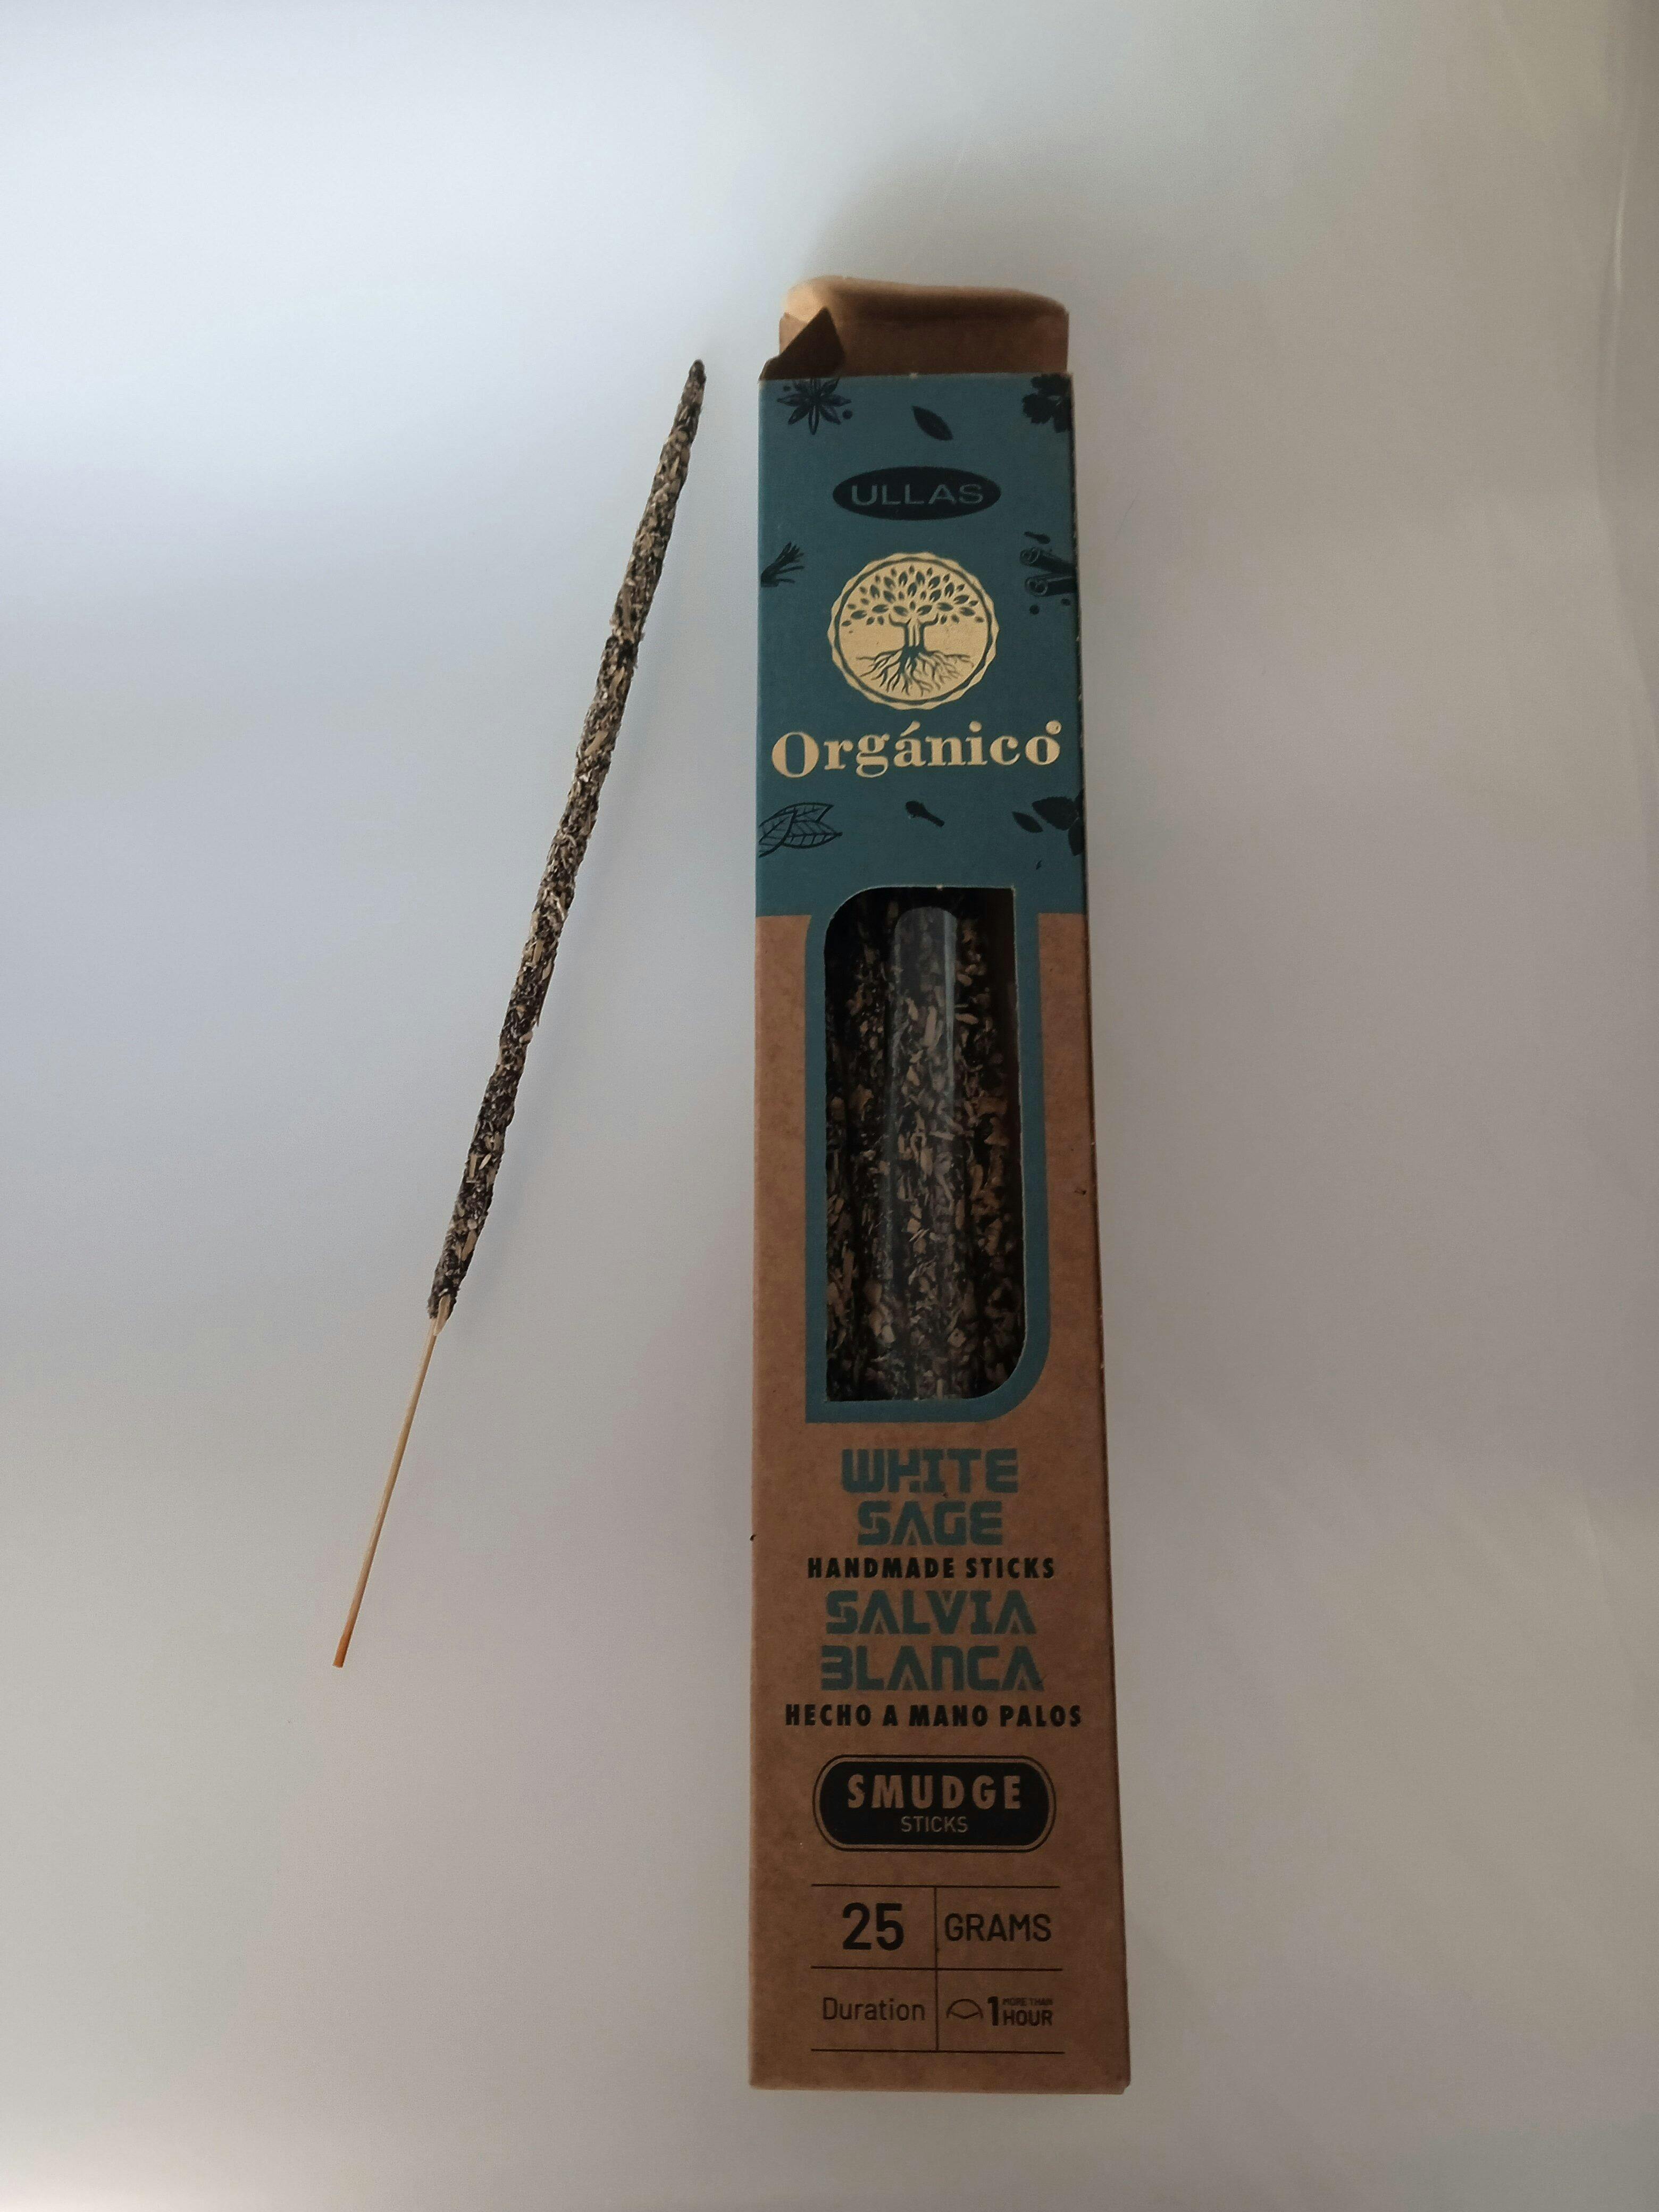 ULLAS
Orgánico
WHITE
SAGE
HANDMADE STICKS
SALVIA
BLANCA
HECHO A MANO PALOS
SMUDGE
STICKS
25 GRAMS
Duration 1 MORE THAN HOUR